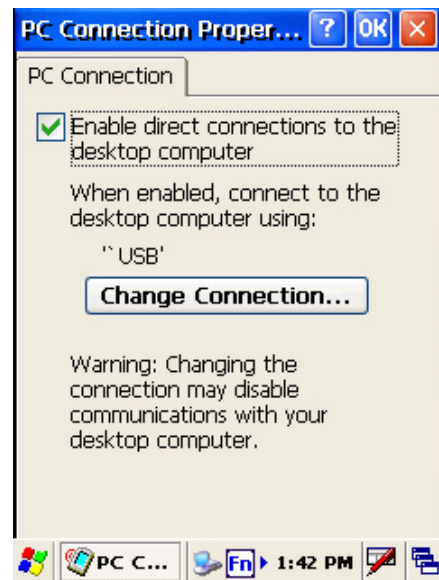 PC Connection Proper... ? OK
PC Connection
Enable direct connections to the
desktop computer
When enabled, connect to the
desktop computer using:
'`USB'
Change Connection...
Warning: Changing the
connection may disable
communications with your
desktop computer.
PC C... Fn 1:42 PM